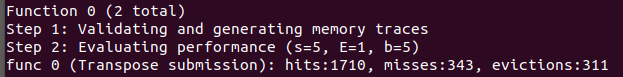 Function 0 (2 total)
Step 1: Validating and generating memory traces
Step 2: Evaluating performance (s=5, E=1, b=5)
func 0 (Transpose submission): hits:1710, misses:343, evictions:311